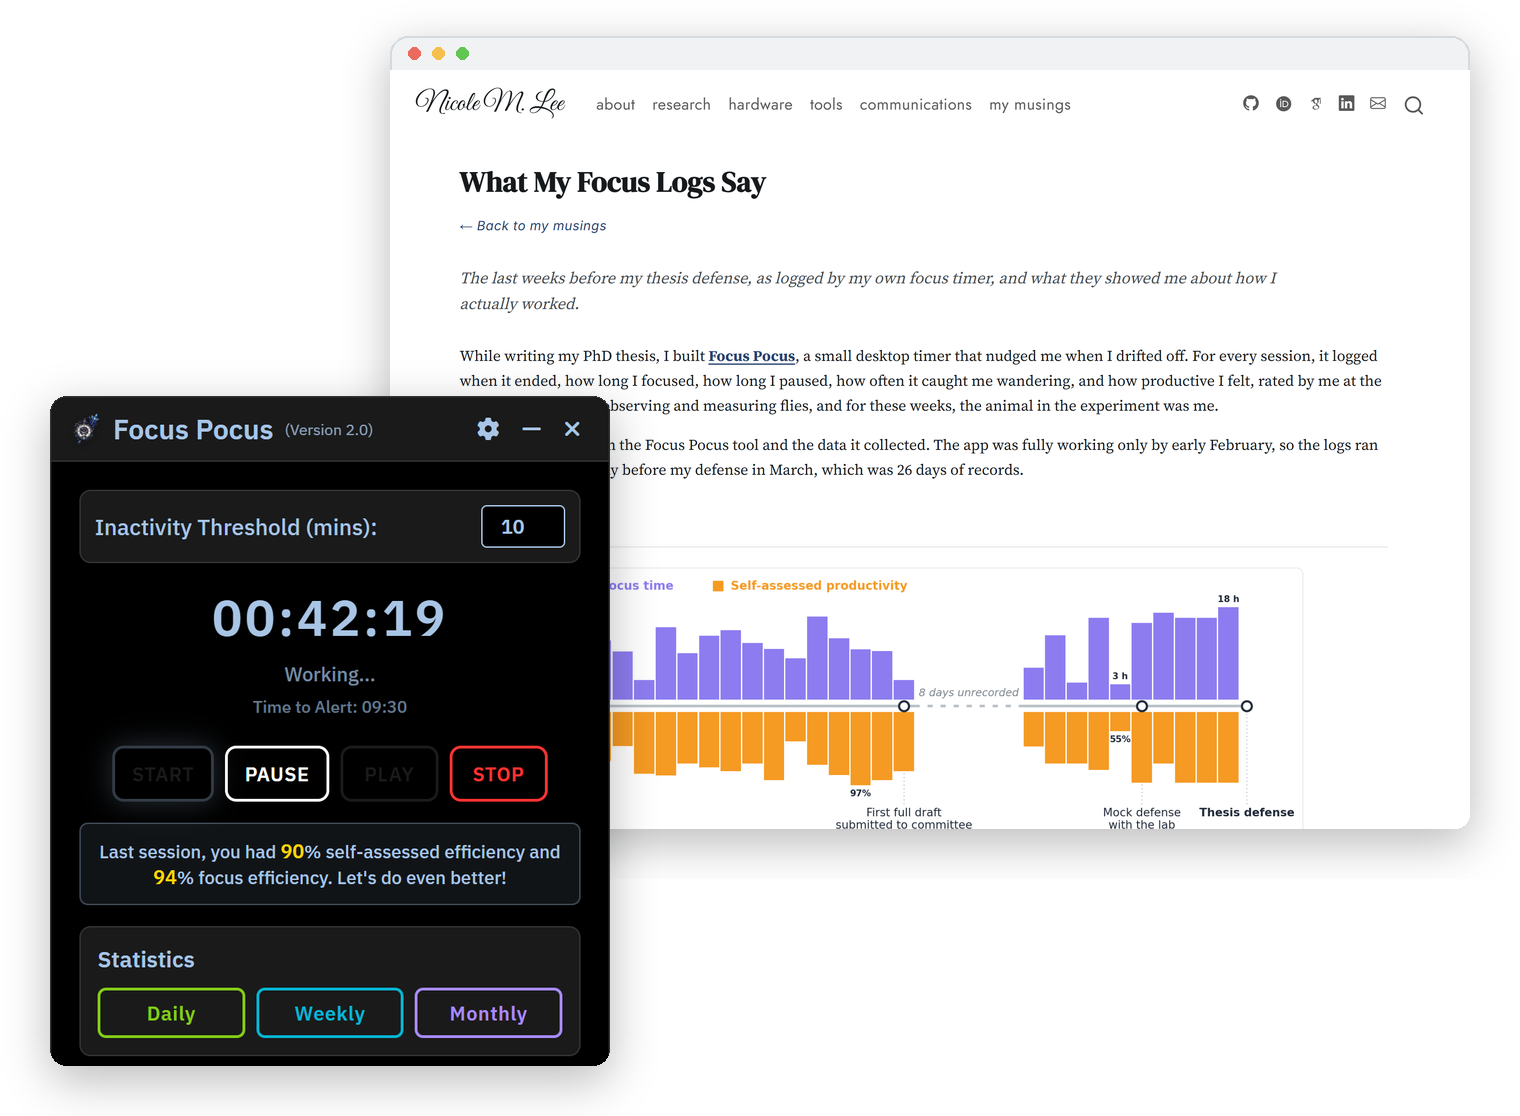 Nicole M. Lee
about research hardware tools communications my musings
What My Focus Logs Say
← Back to my musings
The last weeks before my thesis defense, as logged by my own focus timer, and what they showed me about how I
actually worked.
While writing my PhD thesis, I built Focus Pocus, a small desktop timer that nudged me when I drifted off. For every session, it logged
when it ended, how long I focused, how long I paused, how often it caught me wandering, and how productive I felt, rated by me at the
observing and measuring flies, and for these weeks, the animal in the experiment was me.
the Focus Pocus tool and the data it collected. The app was fully working only by early February, so the logs ran
before my defense in March, which was 26 days of records.
ocus time
Self-assessed productivity
18 h
3 h
8 days unrecorded
55%
97%
First full draft
submitted to committee
Mock defense
with the lab
Thesis defense
Focus Pocus (Version 2.0)
Inactivity Threshold (mins): 10
00:42:19
Working...
Time to Alert: 09:30
START PAUSE PLAY STOP
Last session, you had 90% self-assessed efficiency and
94% focus efficiency. Let's do even better!
Statistics
Daily Weekly Monthly